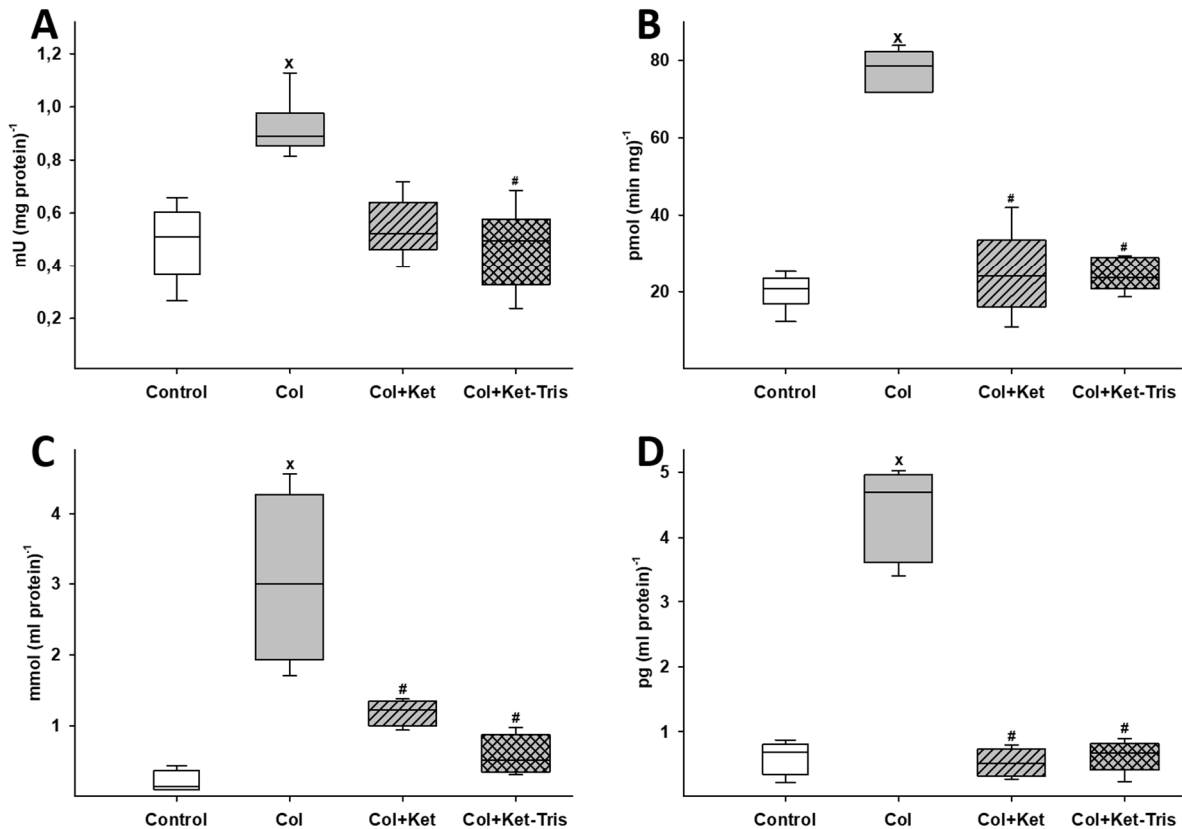 A
mU (mg protein)-1
1,2
1,0
0,8
0,6
0,4
0,2
x
#
Control
Col
Col+Ket
Col+Ket-Tris
B
pmol (min mg)-1
80
60
40
20
x
#
#
Control
Col
Col+Ket
Col+Ket-Tris
C
mmol (ml protein)-1
4
3
2
1
x
#
#
Control
Col
Col+Ket
Col+Ket-Tris
D
pg (ml protein)-1
5
4
3
2
1
x
#
#
Control
Col
Col+Ket
Col+Ket-Tris